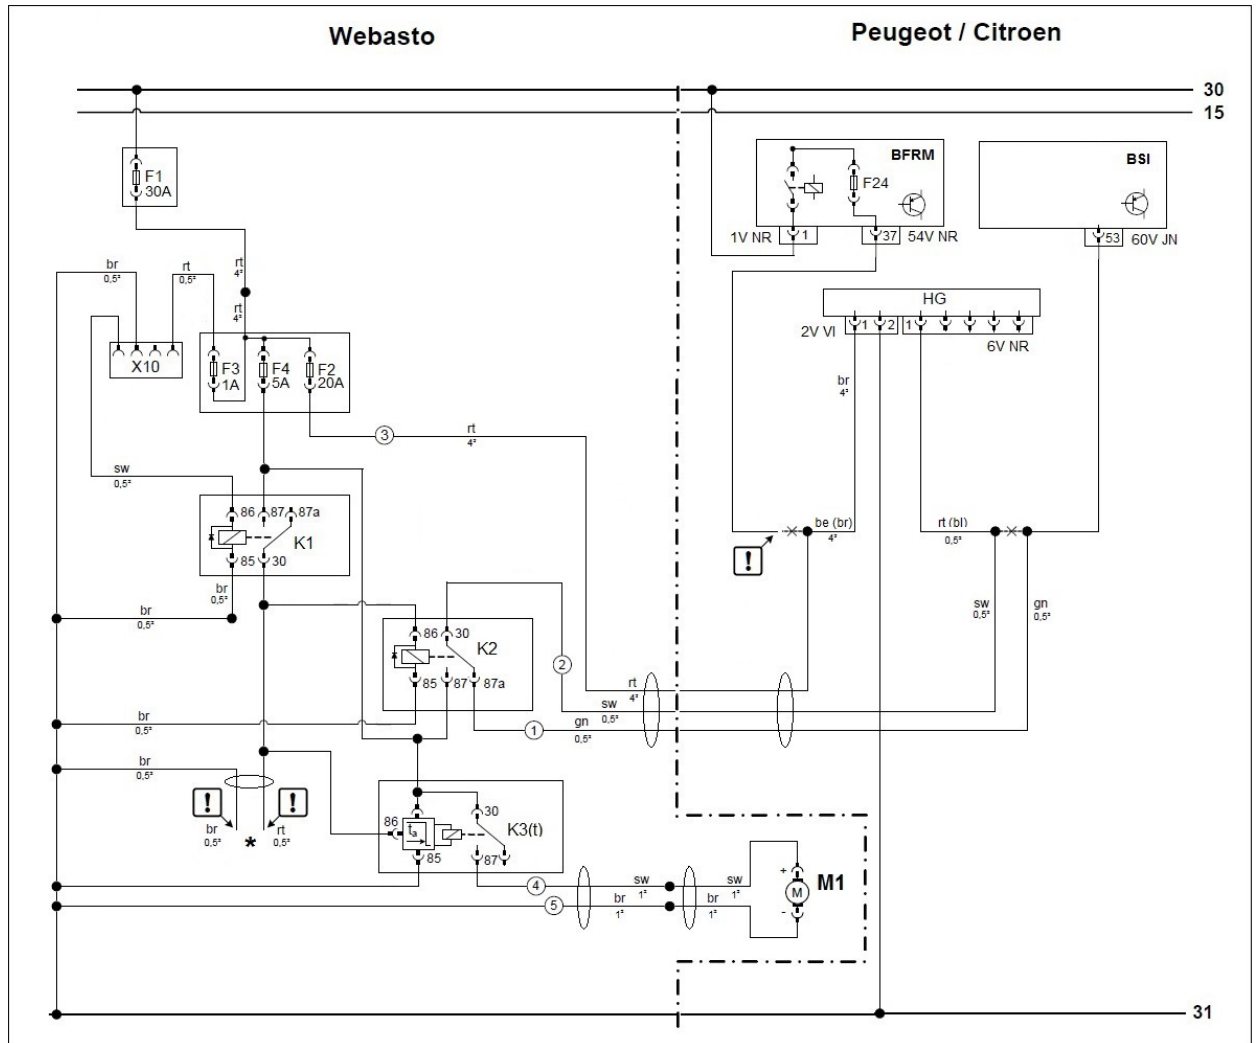 Webasto
Peugeot / Citroen
30
15
F1
30A
BFRM
F24
BSI
1V NR
1
37
54V NR
53
60V JN
br
0,5²
rt
0,5²
rt
4²
rt
4²
HG
2V VI
1
2
1
6V NR
X10
F3
1A
F4
5A
F2
20A
br
4²
3
rt
4²
sw
0,5²
86
87
87a
K1
85
30
be (br)
4²
rt (bl)
0,5²
!
br
0,5²
br
0,5²
sw
0,5²
gn
0,5²
86
30
K2
2
85
87
87a
rt
4²
sw
0,5²
br
0,5²
1
gn
0,5²
br
0,5²
!
!
br
0,5²
*
rt
0,5²
86
ta
30
K3(t)
85
87
4
sw
1²
sw
1²
5
br
1²
br
1²
+
M
-
M1
31